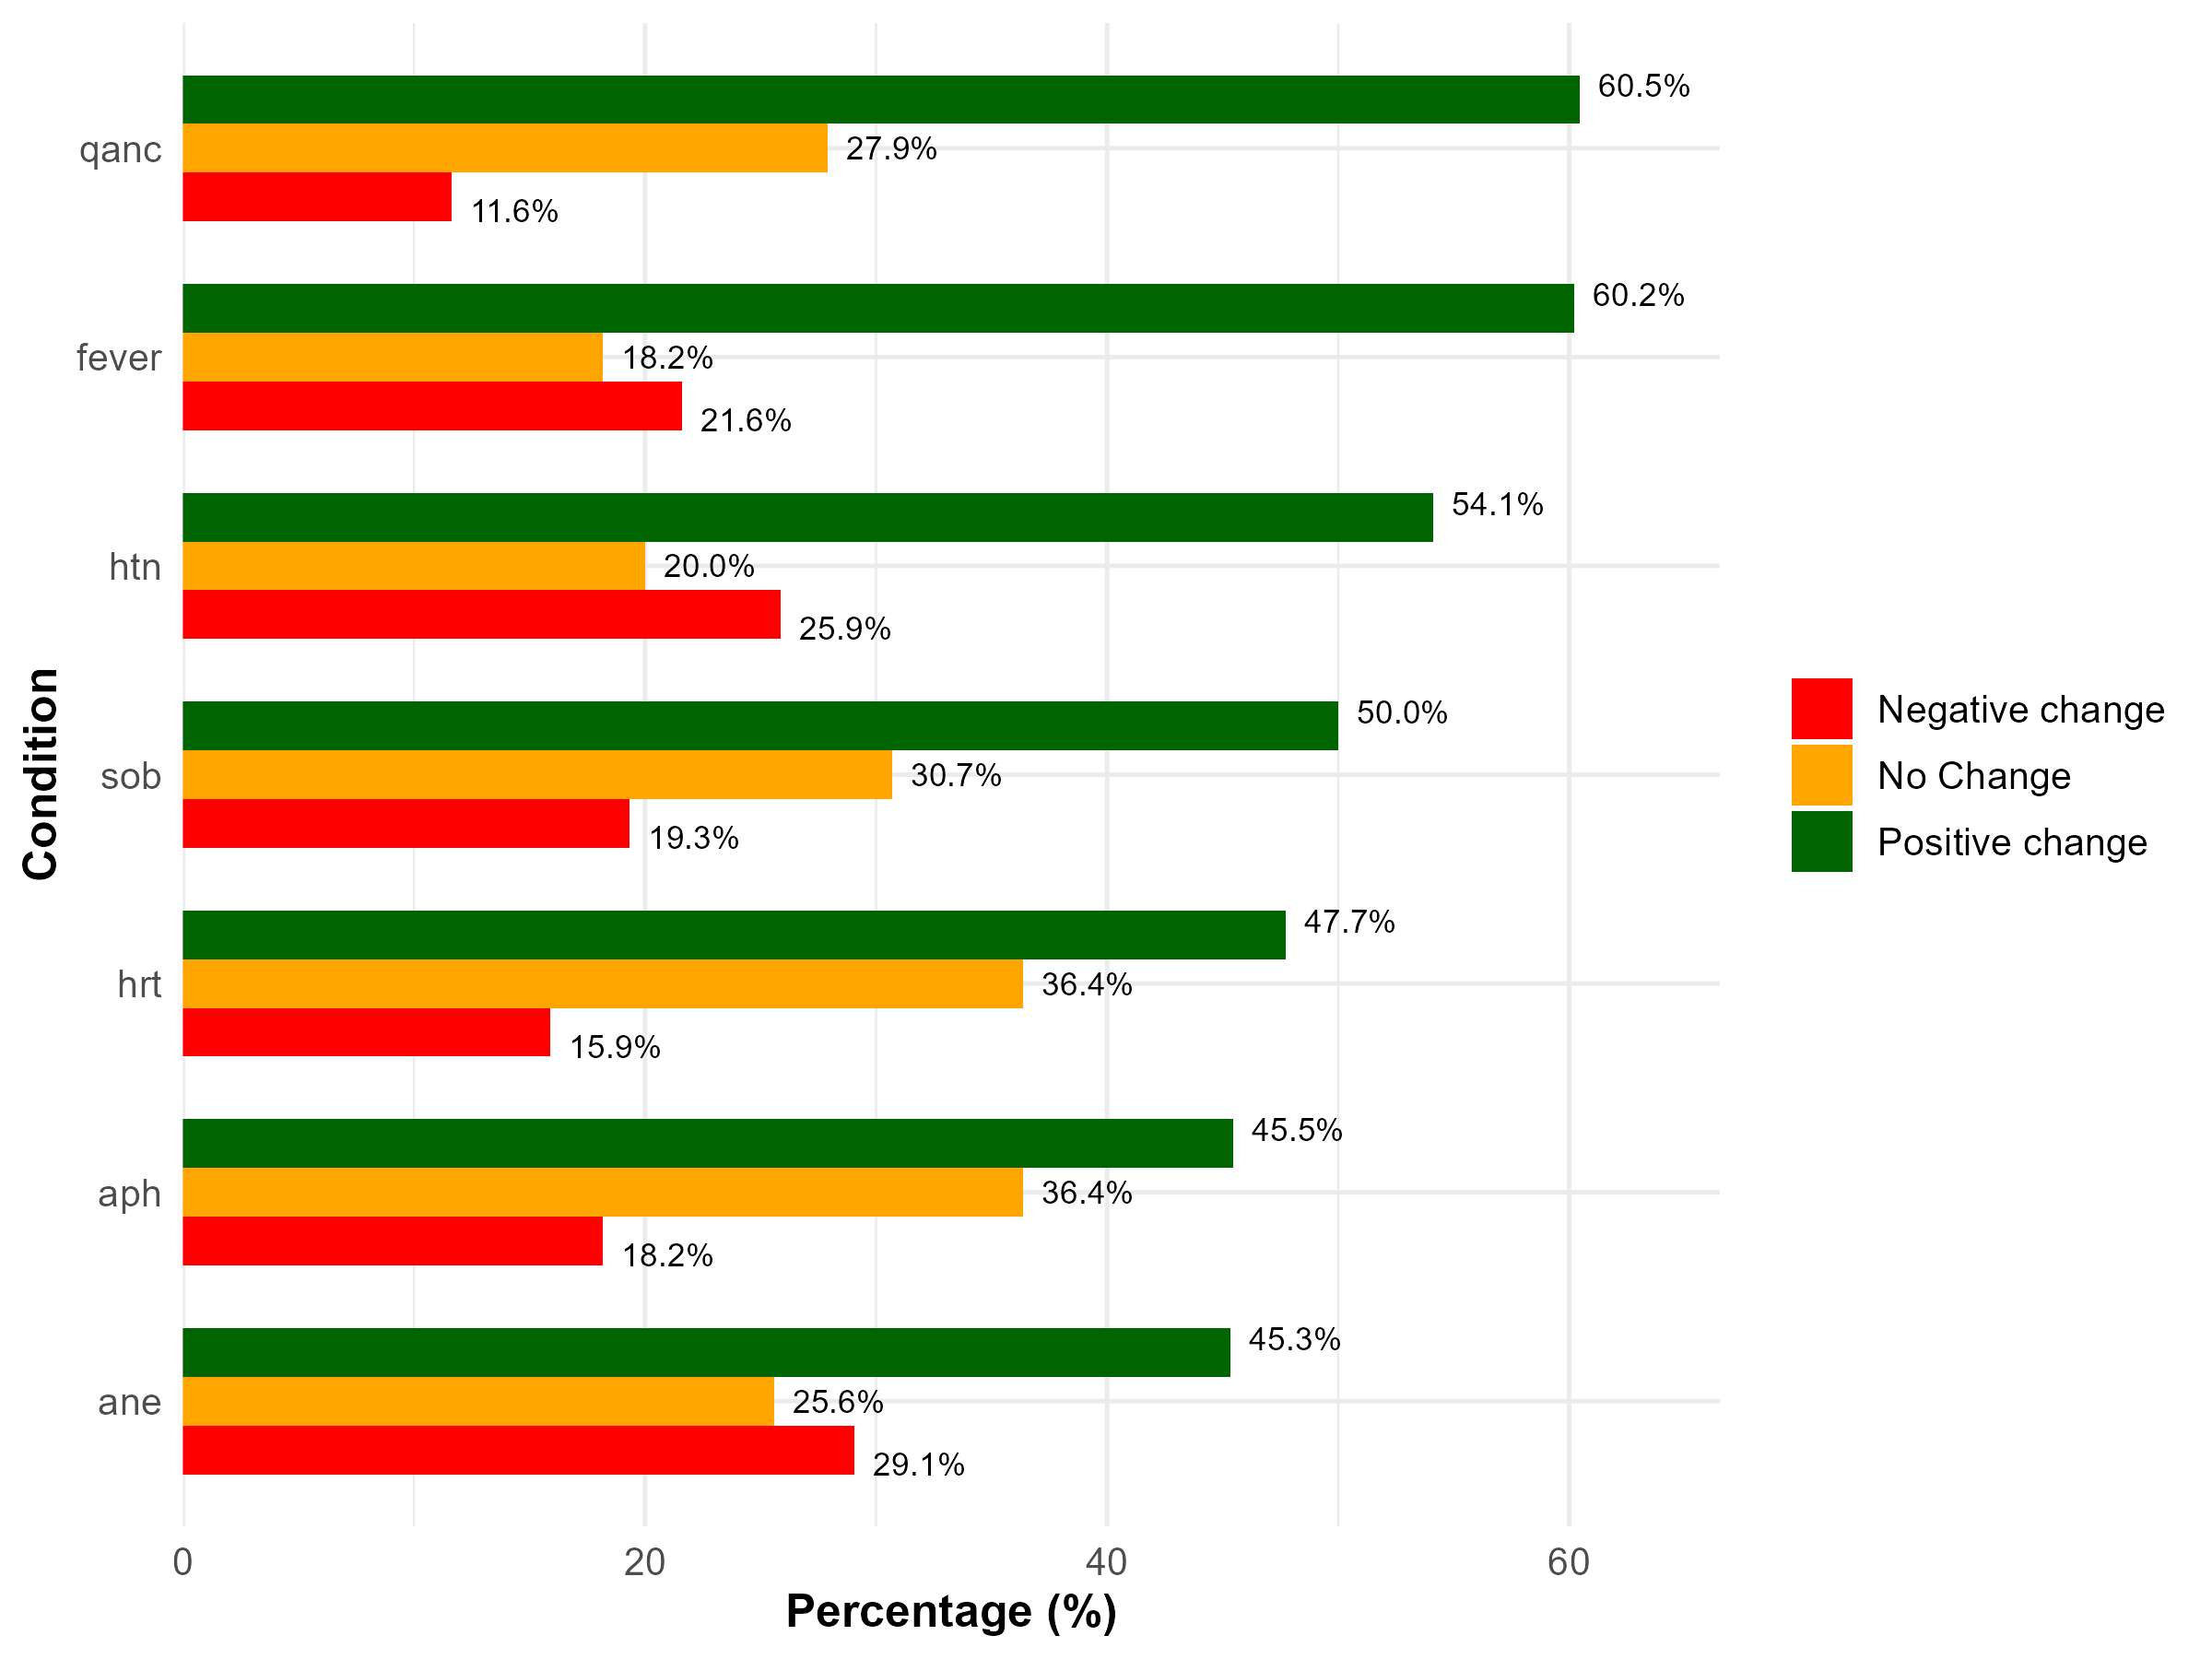 60.5%
qanc
27.9%
11.6%
60.2%
fever
18.2%
21.6%
54.1%
htn
20.0%
25.9%
50.0%
sob
30.7%
19.3%
47.7%
hrt
36.4%
15.9%
45.5%
aph
36.4%
18.2%
45.3%
ane
25.6%
29.1%
0 20 40 60
Percentage (%)
Condition
Negative change
No Change
Positive change